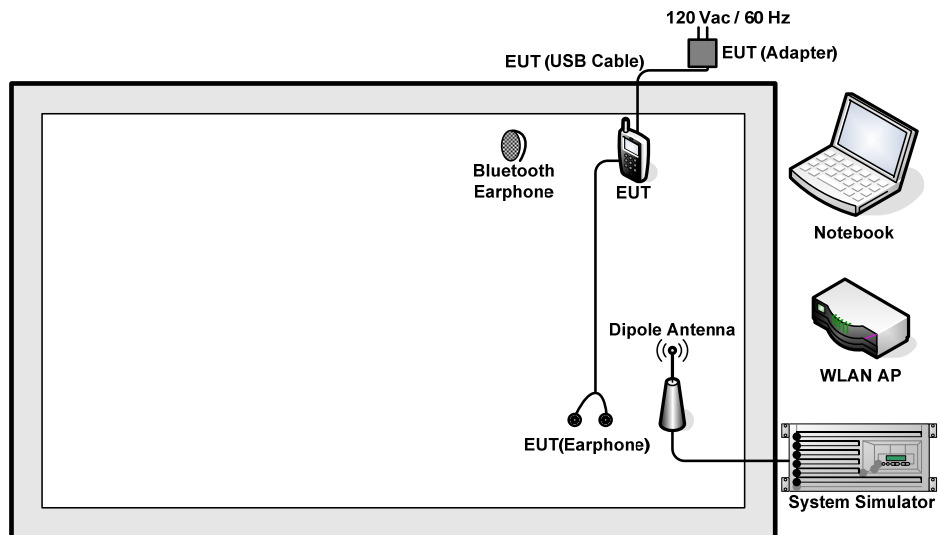 120 Vac / 60 Hz
EUT (USB Cable)
EUT (Adapter)
Bluetooth
Earphone
EUT
Notebook
Dipole Antenna
WLAN AP
EUT(Earphone)
System Simulator